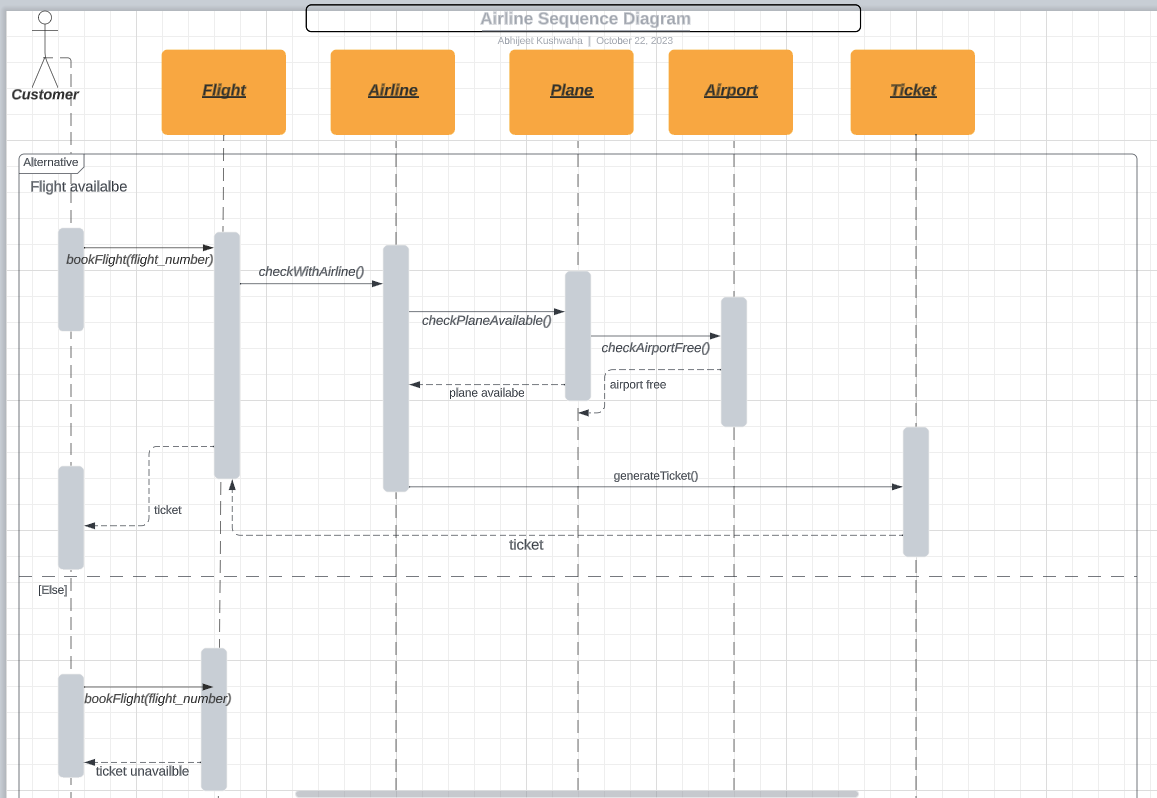 Airline Sequence Diagram
Abhijeet Kushwaha | October 22, 2023
Customer
Flight
Airline
Plane
Airport
Ticket
Alternative
Flight availalbe
bookFlight(flight_number)
checkWithAirline()
checkPlaneAvailable()
checkAirportFree()
airport free
plane availabe
generateTicket()
ticket
ticket
[Else]
bookFlight(flight_number)
ticket unavailble